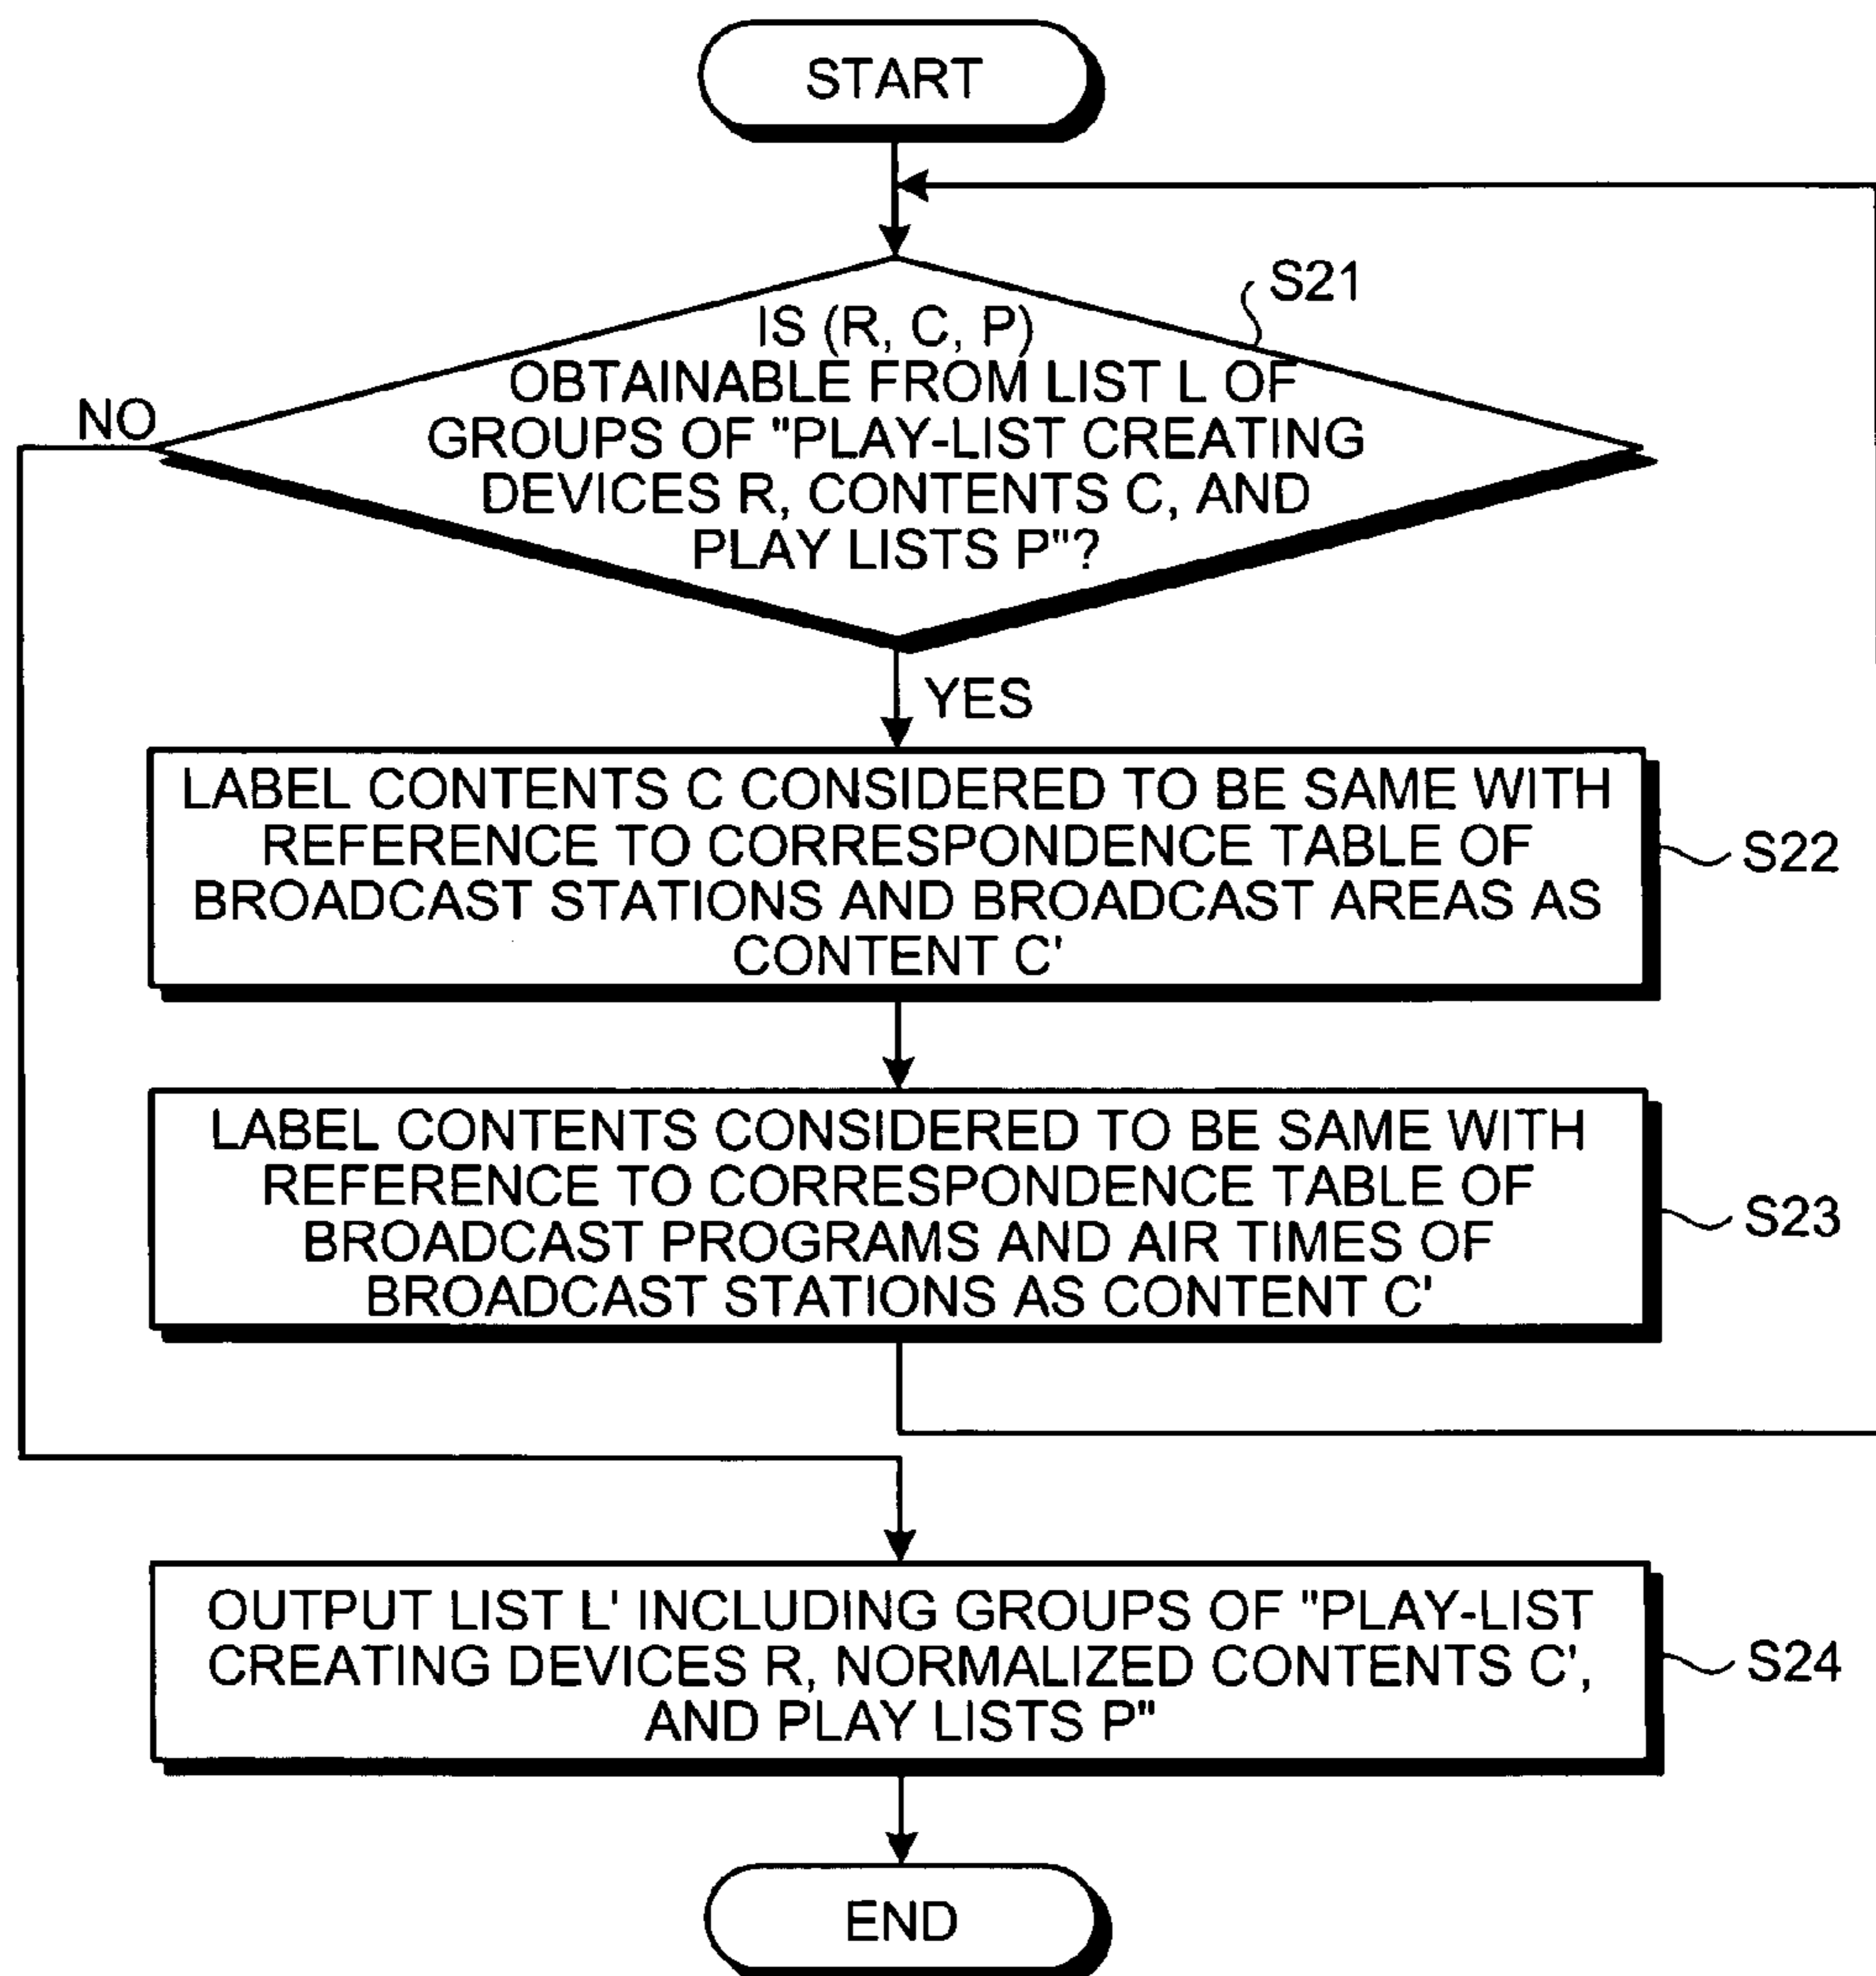 START
S21
IS (R, C, P)
OBTAINABLE FROM LIST L OF
GROUPS OF "PLAY-LIST CREATING
DEVICES R, CONTENTS C, AND
PLAY LISTS P"?
NO
YES
LABEL CONTENTS C CONSIDERED TO BE SAME WITH
REFERENCE TO CORRESPONDENCE TABLE OF
BROADCAST STATIONS AND BROADCAST AREAS AS
CONTENT C'
S22
LABEL CONTENTS CONSIDERED TO BE SAME WITH
REFERENCE TO CORRESPONDENCE TABLE OF
BROADCAST PROGRAMS AND AIR TIMES OF
BROADCAST STATIONS AS CONTENT C'
S23
OUTPUT LIST L' INCLUDING GROUPS OF "PLAY-LIST
CREATING DEVICES R, NORMALIZED CONTENTS C',
AND PLAY LISTS P"
S24
END